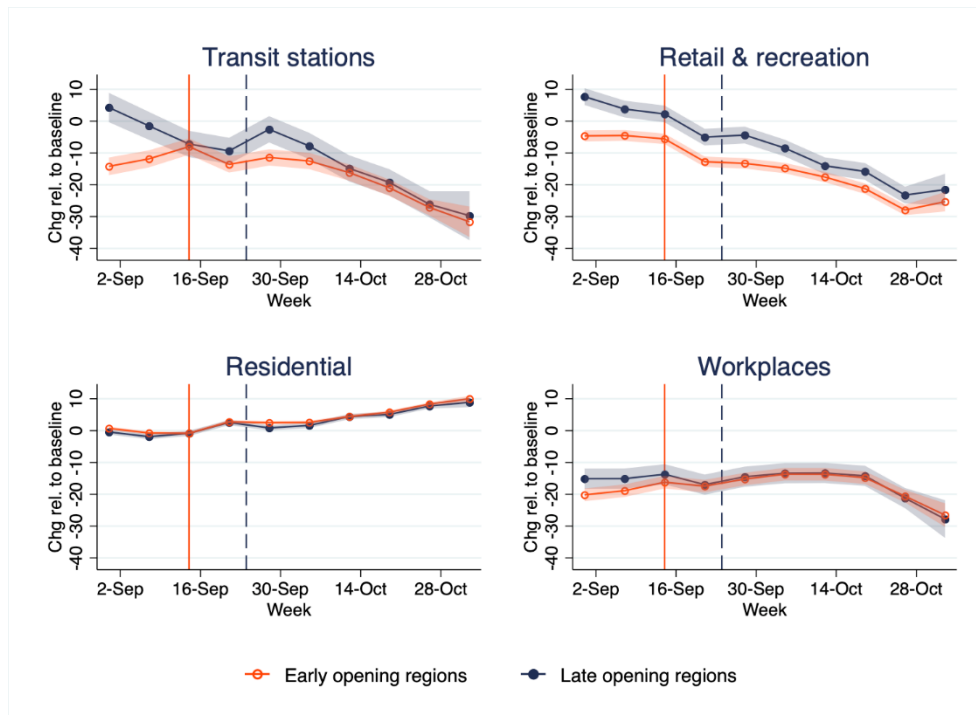 Transit stations
Chg rel. to baseline
10
0
-10
-20
-30
-40
2-Sep 16-Sep 30-Sep 14-Oct 28-Oct
Week
Retail & recreation
Chg rel. to baseline
10
0
-10
-20
-30
-40
2-Sep 16-Sep 30-Sep 14-Oct 28-Oct
Week
Residential
Chg rel. to baseline
10
0
-10
-20
-30
-40
2-Sep 16-Sep 30-Sep 14-Oct 28-Oct
Week
Workplaces
Chg rel. to baseline
10
0
-10
-20
-30
-40
2-Sep 16-Sep 30-Sep 14-Oct 28-Oct
Week
Early opening regions Late opening regions